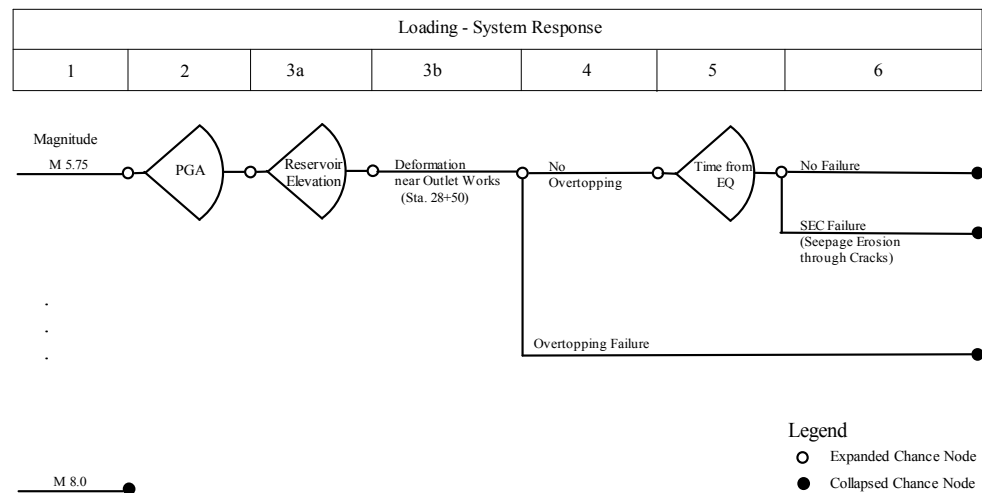 Loading - System Response
1 2 3a 3b 4 5 6
Magnitude
M 5.75
PGA
Reservoir
Elevation
Deformation
near Outlet Works
(Sta. 28+50)
No
Overtopping
Time from
EQ
No Failure
SEC Failure
(Seepage Erosion
through Cracks)
.
.
.
Overtopping Failure
M 8.0
Legend
Expanded Chance Node
Collapsed Chance Node